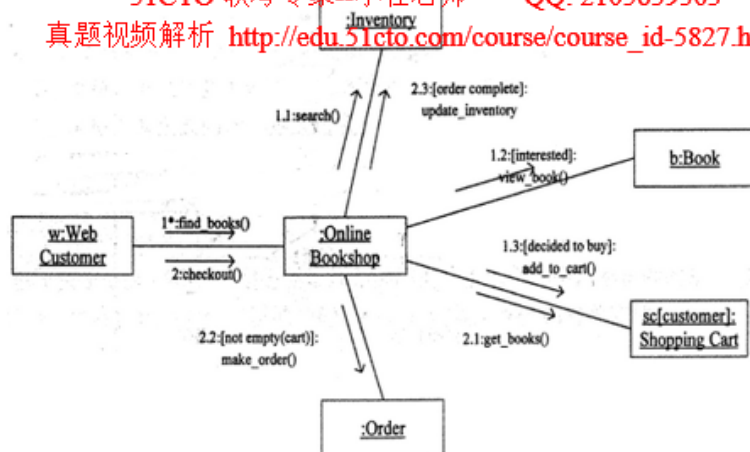 真题视频解析 http://edu.51cto.com/course/course_id-5827.h
:Inventory
2.3:[order complete]:
update_inventory
1.1:search()
1.2:[interested]:
view_book()
b:Book
1*:find_books()
w:Web
Customer
2:checkout()
:Online
Bookshop
1.3:[decided to buy]:
add_to_cart()
sc[customer]:
Shopping Cart
2.1:get_books()
2.2:[not empty(cart)]:
make_order()
:Order